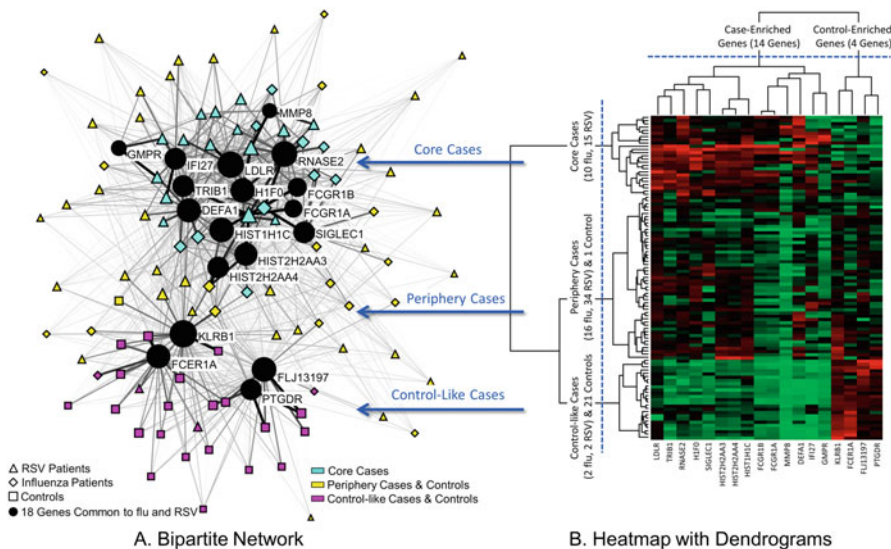 MMP8
GMPR
IFI27
LDLR
RNASE2
TRIB1
H1F0
FCGR1B
DEFA1
FCGR1A
HIST1H1C
SIGLEC1
HIST2H2AA3
HIST2H2AA4
KLRB1
FCER1A
FLJ13197
PTGDR
Core Cases
Periphery Cases
Control-Like Cases
△ RSV Patients
◇ Influenza Patients
□ Controls
● 18 Genes Common to flu and RSV
Core Cases
Periphery Cases & Controls
Control-like Cases & Controls
A. Bipartite Network
Case-Enriched
Genes (14 Genes)
Control-Enriched
Genes (4 Genes)
Core Cases
(10 flu, 15 RSV)
Periphery Cases
(16 flu, 34 RSV) & 1 Control
Control-like Cases
(2 flu, 2 RSV) & 21 Controls
LDLR
TRIB1
RNASE2
H1F0
SIGLEC1
HIST2H2AA3
HIST2H2AA4
HIST1H1C
FCGR1B
FCGR1A
MMP8
DEFA1
IFI27
GMPR
KLRB1
FCER1A
FLJ13197
PTGDR
B. Heatmap with Dendrograms